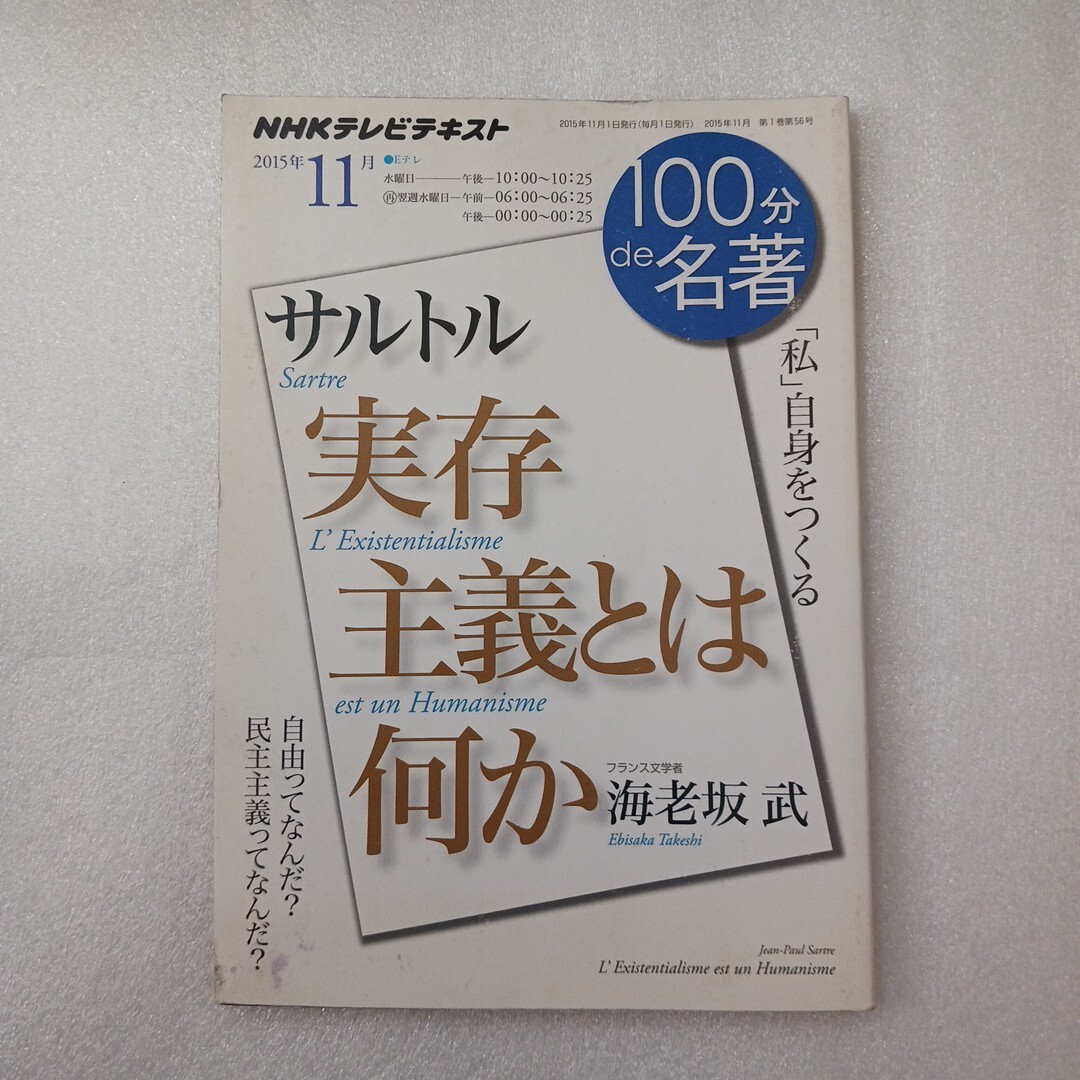 NHKテレビテキスト
2015年11月1日発行(毎月1日発行) 2015年11月 第1巻第56号
2015年11月
●Eテレ
水曜日―――午後―10:00〜10:25
㊢翌週水曜日―午前―06:00〜06:25
午後―00:00〜00:25
100分
de名著
「私」自身をつくる
サルトル
Sartre
実存
L' Existentialisme
主義とは
est un Humanisme
何か
フランス文学者
海老坂 武
Ebisaka Takeshi
自由ってなんだ?
民主主義ってなんだ?
Jean-Paul Sartre
L' Existentialisme est un Humanisme